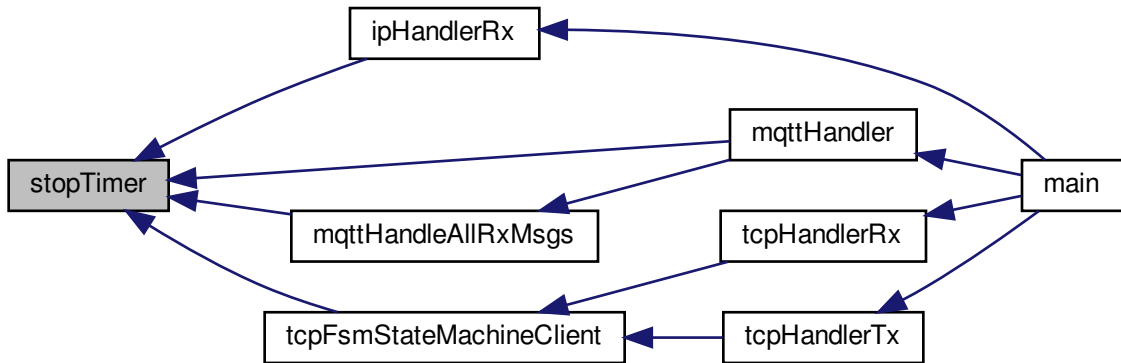 ipHandlerRx
mqttHandler
stopTimer
main
mqttHandleAllRxMsgs
tcpHandlerRx
tcpFsmStateMachineClient
tcpHandlerTx